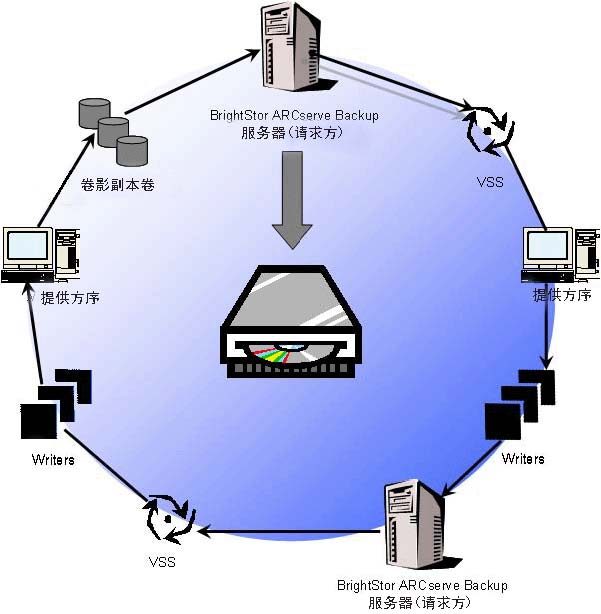 BrightStor ARCserve Backup
服务器(请求方)
VSS
卷影副本卷
提供方序
提供方序
Writers
Writers
VSS
BrightStor ARCserve Backup
服务器(请求方)